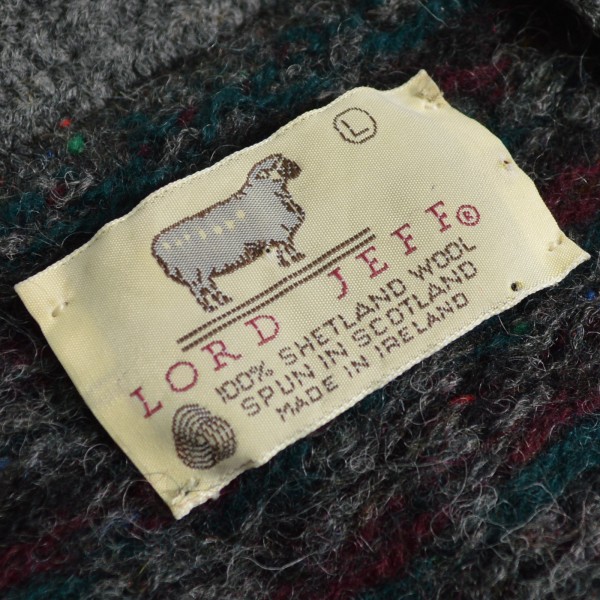 L
LORD JEFF®
100% SHETLAND WOOL
SPUN IN SCOTLAND
MADE IN IRELAND